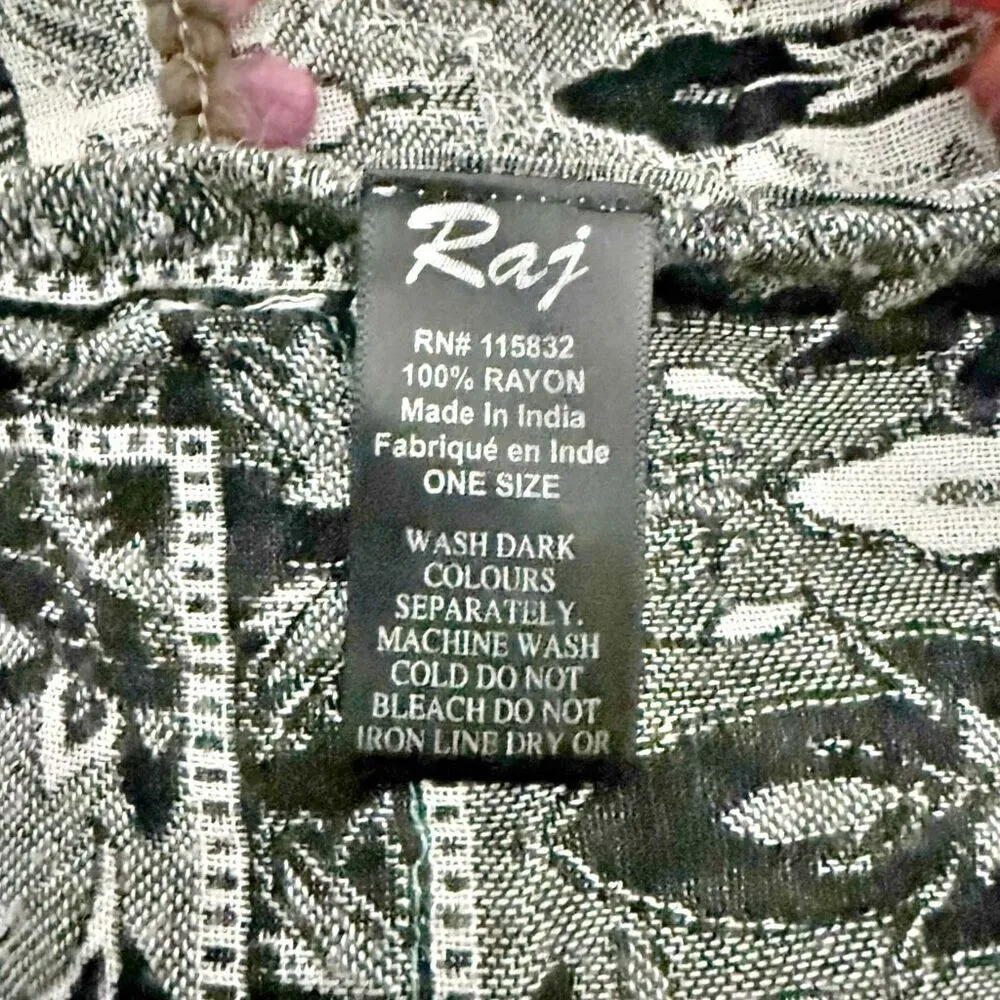 Raj
RN# 115832
100% RAYON
Made In India
Fabriqué en Inde
ONE SIZE
WASH DARK
COLOURS
SEPARATELY.
MACHINE WASH
COLD DO NOT
BLEACH DO NOT
IRON LINE DRY OR